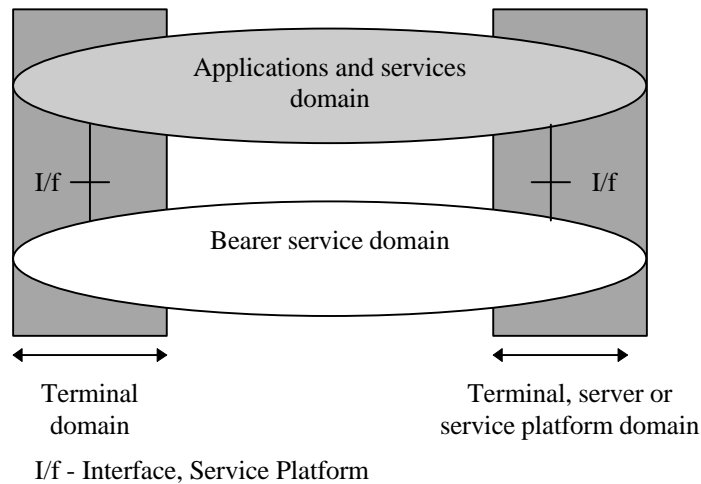 Applications and services
domain
I/f
I/f
Bearer service domain
Terminal
domain
Terminal, server or
service platform domain
I/f - Interface, Service Platform